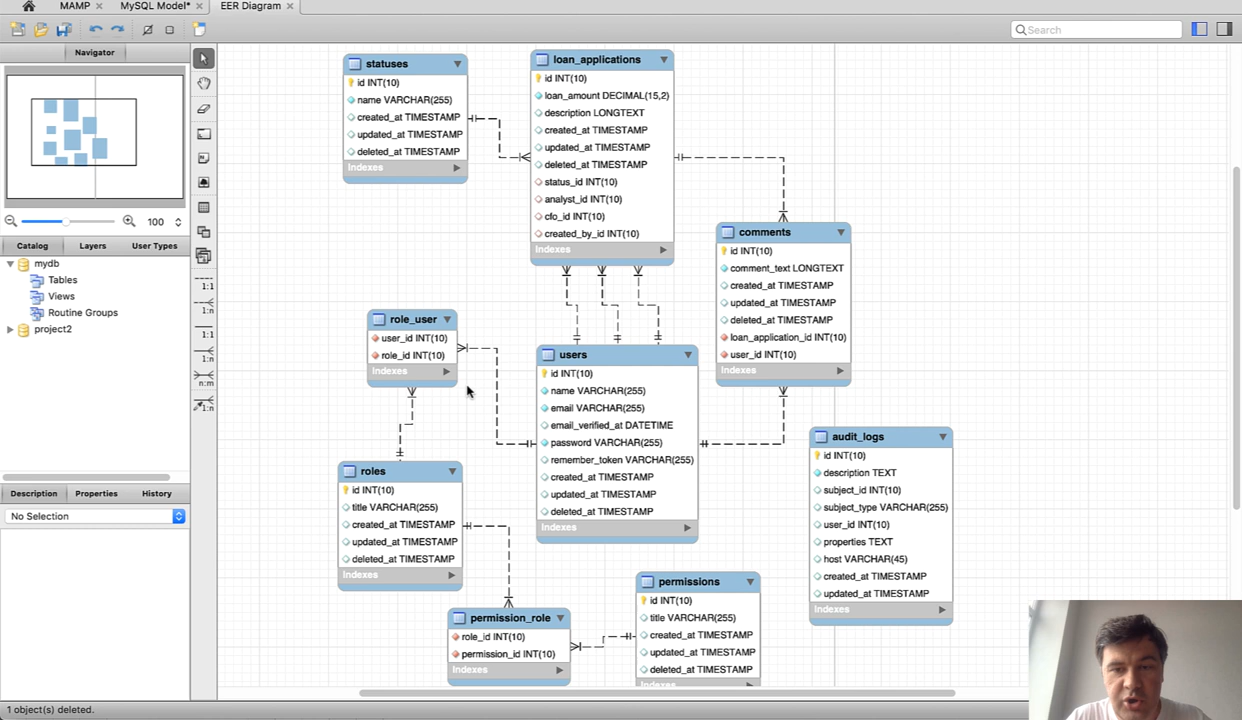 MAMP
MySQL Model*
EER Diagram
Search
Navigator
100
Catalog
Layers
User Types
mydb
Tables
Views
Routine Groups
project2
Description
Properties
History
No Selection
1:1
1:n
1:1
1:n
n:m
1:n
statuses
id INT(10)
name VARCHAR(255)
created_at TIMESTAMP
updated_at TIMESTAMP
deleted_at TIMESTAMP
Indexes
loan_applications
id INT(10)
loan_amount DECIMAL(15,2)
description LONGTEXT
created_at TIMESTAMP
updated_at TIMESTAMP
deleted_at TIMESTAMP
status_id INT(10)
analyst_id INT(10)
cfo_id INT(10)
created_by_id INT(10)
Indexes
comments
id INT(10)
comment_text LONGTEXT
created_at TIMESTAMP
updated_at TIMESTAMP
deleted_at TIMESTAMP
loan_application_id INT(10)
user_id INT(10)
Indexes
role_user
user_id INT(10)
role_id INT(10)
Indexes
users
id INT(10)
name VARCHAR(255)
email VARCHAR(255)
email_verified_at DATETIME
password VARCHAR(255)
remember_token VARCHAR(255)
created_at TIMESTAMP
updated_at TIMESTAMP
deleted_at TIMESTAMP
Indexes
audit_logs
id INT(10)
description TEXT
subject_id INT(10)
subject_type VARCHAR(255)
user_id INT(10)
properties TEXT
host VARCHAR(45)
created_at TIMESTAMP
updated_at TIMESTAMP
Indexes
roles
id INT(10)
title VARCHAR(255)
created_at TIMESTAMP
updated_at TIMESTAMP
deleted_at TIMESTAMP
Indexes
permission_role
role_id INT(10)
permission_id INT(10)
Indexes
permissions
id INT(10)
title VARCHAR(255)
created_at TIMESTAMP
updated_at TIMESTAMP
deleted_at TIMESTAMP
Indexes
1 object(s) deleted.